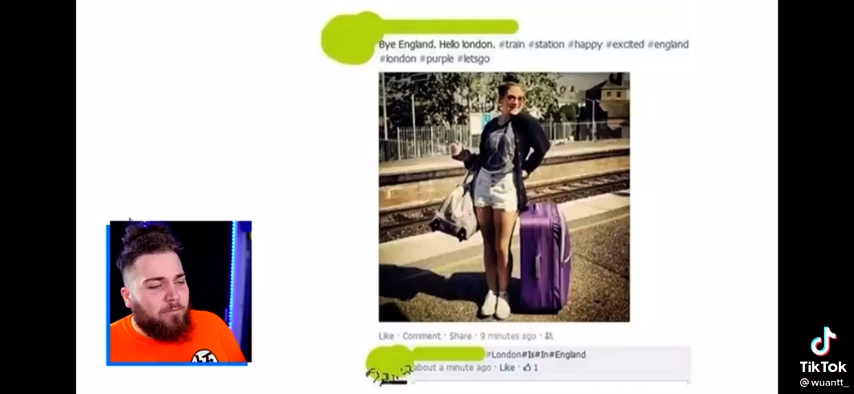 Bye England. Hello london. #train #station #happy #excited #england
#london #purple #letsgo
Like · Comment · Share · 9 minutes ago ·
#London#Is#In#England
about a minute ago · Like · 1
TikTok
@wuantt_